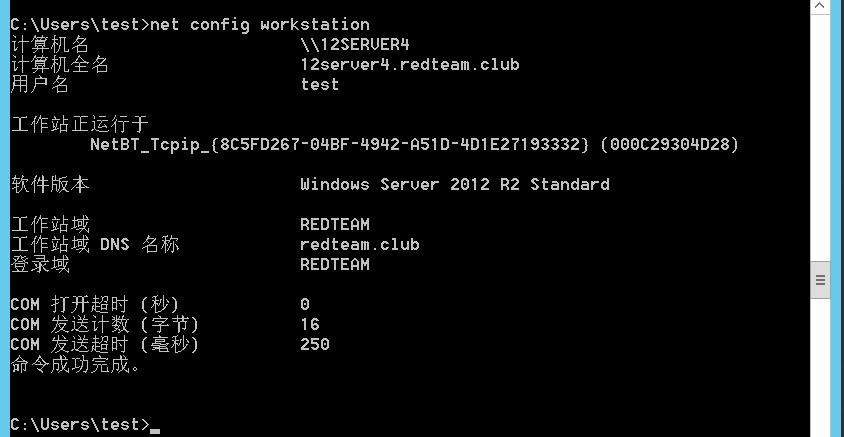 C:\Users\test>net config workstation
计算机名 \\12SERVER4
计算机全名 12server4.redteam.club
用户名 test
工作站正运行于
NetBT_Tcpip_{8C5FD267-04BF-4942-A51D-4D1E27193332} (000C29304D28)
软件版本 Windows Server 2012 R2 Standard
工作站域 REDTEAM
工作站域 DNS 名称 redteam.club
登录域 REDTEAM
COM 打开超时 (秒) 0
COM 发送计数 (字节) 16
COM 发送超时 (毫秒) 250
命令成功完成。
C:\Users\test>